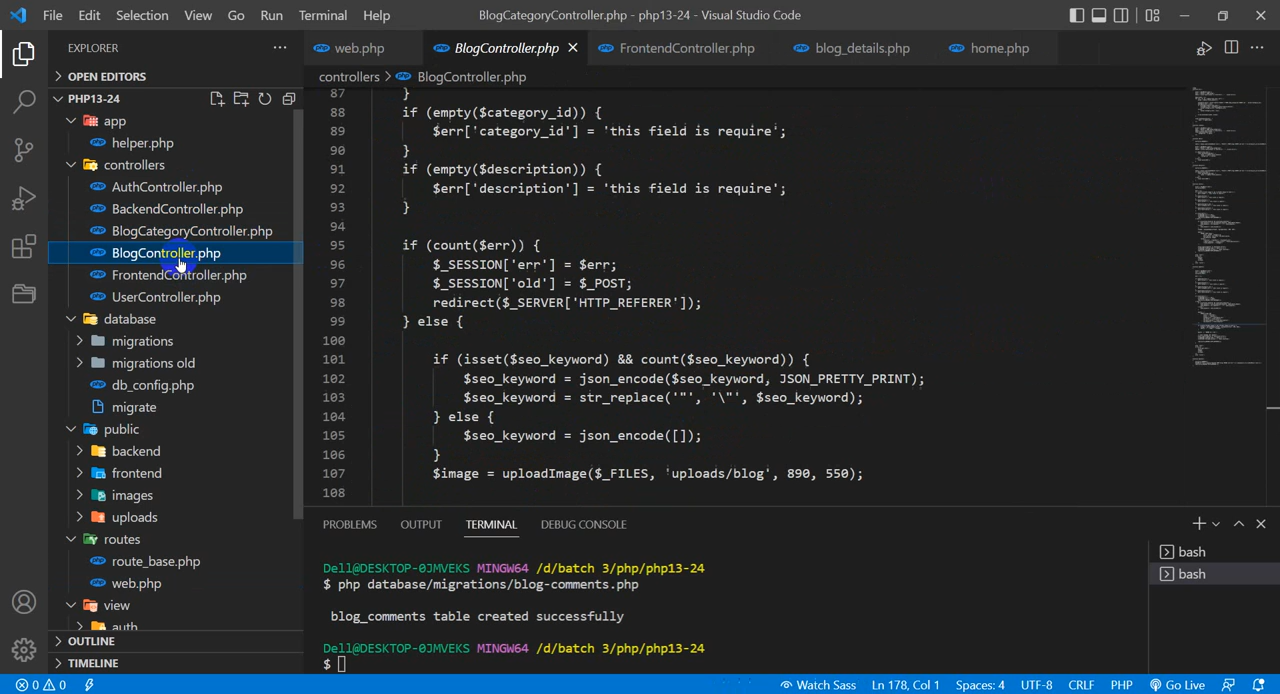 File Edit Selection View Go Run Terminal Help BlogCategoryController.php - php13-24 - Visual Studio Code
EXPLORER
web.php BlogController.php FrontendController.php blog_details.php home.php
OPEN EDITORS
controllers > BlogController.php
PHP13-24
app
helper.php
controllers
AuthController.php
BackendController.php
BlogCategoryController.php
BlogController.php
FrontendController.php
UserController.php
database
migrations
migrations old
db_config.php
migrate
public
backend
frontend
images
uploads
routes
route_base.php
web.php
view
auth
OUTLINE
TIMELINE
87 }
88 if (empty($category_id)) {
89 $err['category_id'] = 'this field is require';
90 }
91 if (empty($description)) {
92 $err['description'] = 'this field is require';
93 }
94
95 if (count($err)) {
96 $_SESSION['err'] = $err;
97 $_SESSION['old'] = $_POST;
98 redirect($_SERVER['HTTP_REFERER']);
99 } else {
100
101 if (isset($seo_keyword) && count($seo_keyword)) {
102 $seo_keyword = json_encode($seo_keyword, JSON_PRETTY_PRINT);
103 $seo_keyword = str_replace('"', '\"', $seo_keyword);
104 } else {
105 $seo_keyword = json_encode([]);
106 }
107 $image = uploadImage($_FILES, 'uploads/blog', 890, 550);
108
PROBLEMS OUTPUT TERMINAL DEBUG CONSOLE
Dell@DESKTOP-0JMVEKS MINGW64 /d/batch 3/php/php13-24
$ php database/migrations/blog-comments.php
blog_comments table created successfully
Dell@DESKTOP-0JMVEKS MINGW64 /d/batch 3/php/php13-24
$
bash
bash
0 0 Watch Sass Ln 178, Col 1 Spaces: 4 UTF-8 CRLF PHP Go Live